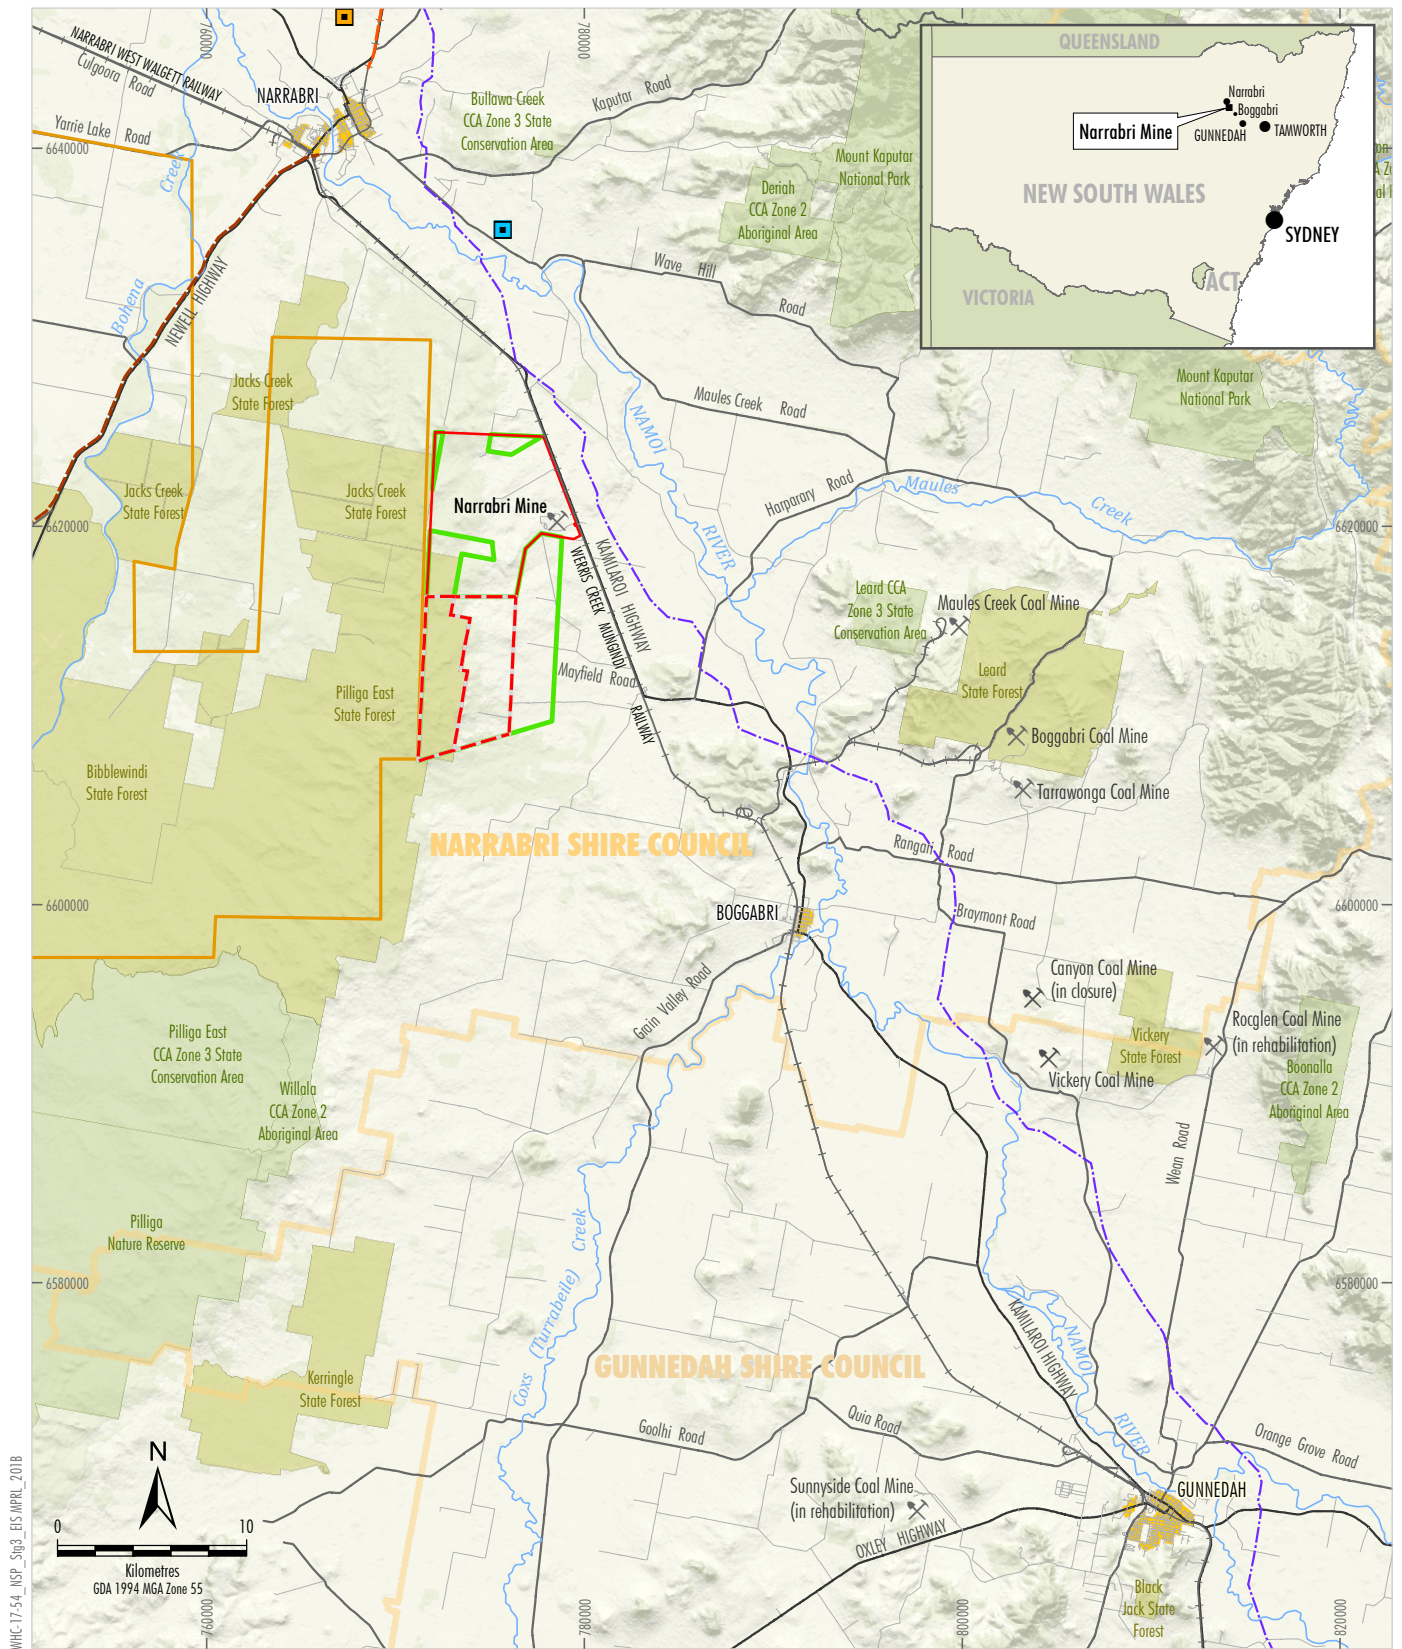 760000
780000
QUEENSLAND
NARRABRI WEST WALGETT RAILWAY
Culgoora Road
NARRABRI
Bullawa Creek
CCA Zone 3 State
Conservation Area
Kaputar Road
Narrabri
Boggabri
Narrabri Mine
GUNNEDAH
TAMWORTH
Yarrie Lake Road
6640000
Creek
Mount Kaputar
National Park
Deriah
CCA Zone 2
Aboriginal Area
NEW SOUTH WALES
SYDNEY
ACT
VICTORIA
Bohena
NEWELL HIGHWAY
Wave Hill
Road
Jacks Creek
State Forest
Mount Kaputar
National Park
Maules Creek Road
NAMOI
RIVER
Jacks Creek
State Forest
Jacks Creek
State Forest
Narrabri Mine
Harparary Road
Maules
Creek
6620000
6620000
WERRIS CREEK MUNGINDI
RAILWAY
KAMILAROI HIGHWAY
Leard CCA
Zone 3 State
Conservation Area
Maules Creek Coal Mine
Leard
State Forest
Mayfield Road
Pilliga East
State Forest
Boggabri Coal Mine
Bibblewindi
State Forest
Tarrawonga Coal Mine
NARRABRI SHIRE COUNCIL
Rangari Road
6600000
6600000
BOGGABRI
Braymont Road
Grain Valley Road
Canyon Coal Mine
(in closure)
Rocglen Coal Mine
(in rehabilitation)
Vickery
State Forest
Vickery Coal Mine
Boonalla
CCA Zone 2
Aboriginal Area
Pilliga East
CCA Zone 3 State
Conservation Area
Willala
CCA Zone 2
Aboriginal Area
Wean Road
Pilliga
Nature Reserve
6580000
6580000
Coxs (Turrabeile) Creek
KAMILAROI HIGHWAY
NAMOI
RIVER
GUNNEDAH SHIRE COUNCIL
Kerringle
State Forest
Goolhi Road
Quia Road
Orange Grove Road
Sunnyside Coal Mine
(in rehabilitation)
GUNNEDAH
OXLEY HIGHWAY
Black
Jack State
Forest
N
0 10
Kilometres
GDA 1994 MGA Zone 55
760000
780000
800000
820000
WHC-17-54_NSP_Stg3_EIS MPRL_201B